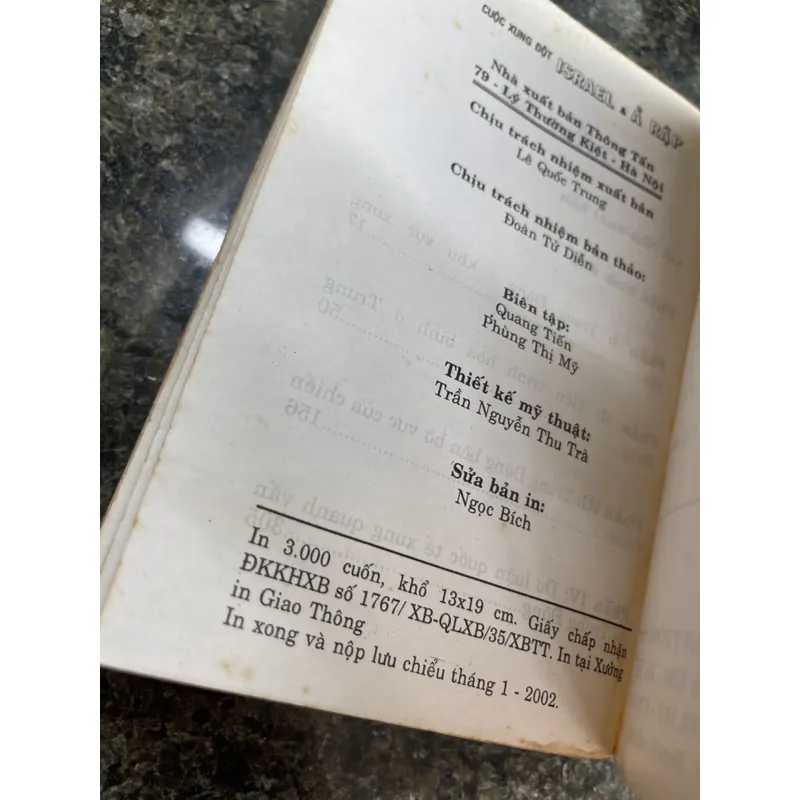 CUỘC XUNG ĐỘT ISRAEL & Ả RẬP
Nhà xuất bản Thông Tấn
79 - Lý Thường Kiệt - Hà Nội
Chịu trách nhiệm xuất bản
Lê Quốc Trung
Chịu trách nhiệm bản thảo:
Đoàn Tử Diễn
Biên tập:
Quang Tiến
Phùng Thị Mỹ
Thiết kế mỹ thuật:
Trần Nguyễn Thu Trà
Sửa bản in:
Ngọc Bích
In 3.000 cuốn, khổ 13x19 cm. Giấy chấp nhận
ĐKKHXB số 1767/ XB-QLXB/35/XBTT. In tại Xưởng
in Giao Thông
In xong và nộp lưu chiểu tháng 1 - 2002.